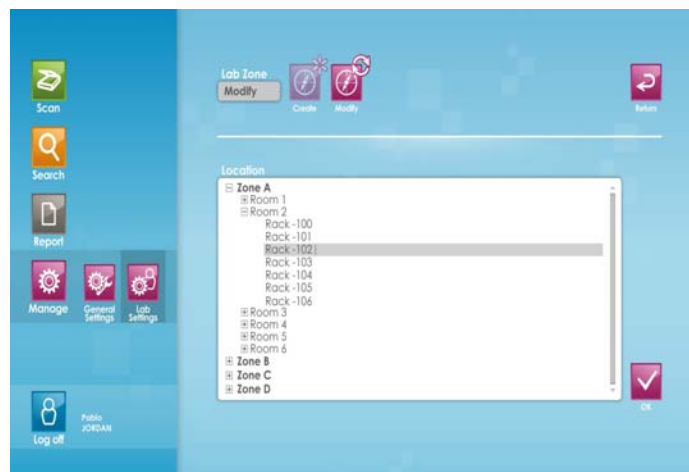 Scan
Search
Report
Manage
General
Settings
Lab
Settings
Log off
Pablo
JORDAN
Lab Zone
Modify
Create
Modify
Return
Location
Zone A
Room 1
Room 2
Rack -100
Rack -101
Rack -102
Rack -103
Rack -104
Rack -105
Rack -106
Room 3
Room 4
Room 5
Room 6
Zone B
Zone C
Zone D
OK